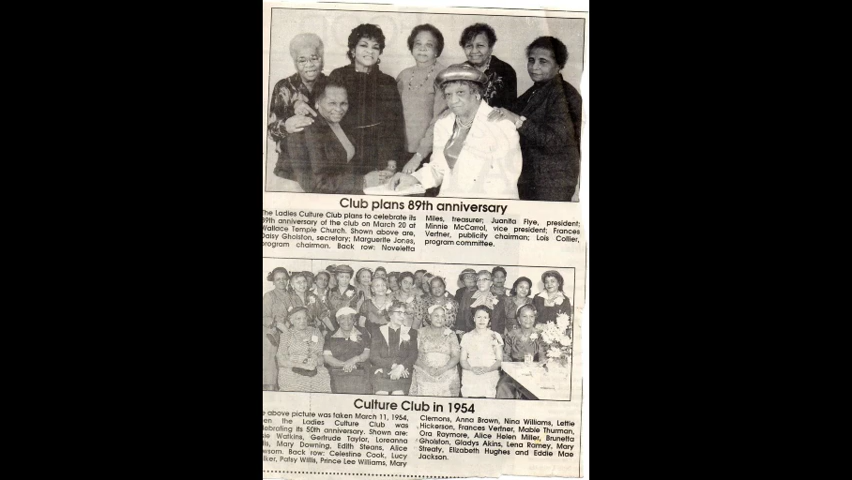 Club plans 89th anniversary
The Ladies Culture Club plans to celebrate its
89th anniversary of the club on March 20 at
Wallace Temple Church. Shown above are,
Daisy Gholston, secretary; Marguerite Jones,
program chairman. Back row: Noveletta
Miles, treasurer; Juanita Flye, president;
Minnie McCarrol, vice president; Frances
Vertner, publicity chairman; Lois Collier,
program committee.
Culture Club in 1954
above picture was taken March 11, 1954,
en the Ladies Culture Club was
lebrating its 50th anniversary. Shown are:
Watkins, Gertrude Taylor, Loreanna
Mary Downing, Edith Steans, Alice
wsom. Back row: Celestine Cook, Lucy
lker, Patsy Willis, Prince Lee Williams, Mary
Clemons, Anna Brown, Nina Williams, Lettie
Hickerson, Frances Vertner, Mable Thurman,
Ora Raymore, Alice Helen Miller, Brunetta
Gholston, Gladys Akins, Lena Ramey, Mary
Streaty, Elizabeth Hughes and Eddie Mae
Jackson.